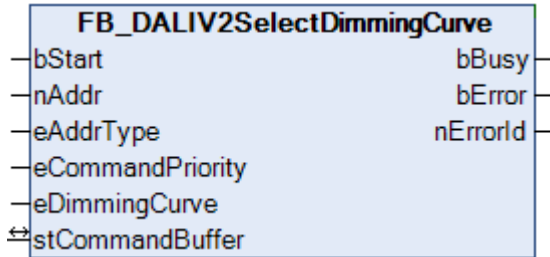 FB_DALIV2SelectDimmingCurve
bStart bBusy
nAddr bError
eAddrType nErrorId
eCommandPriority
eDimmingCurve
stCommandBuffer